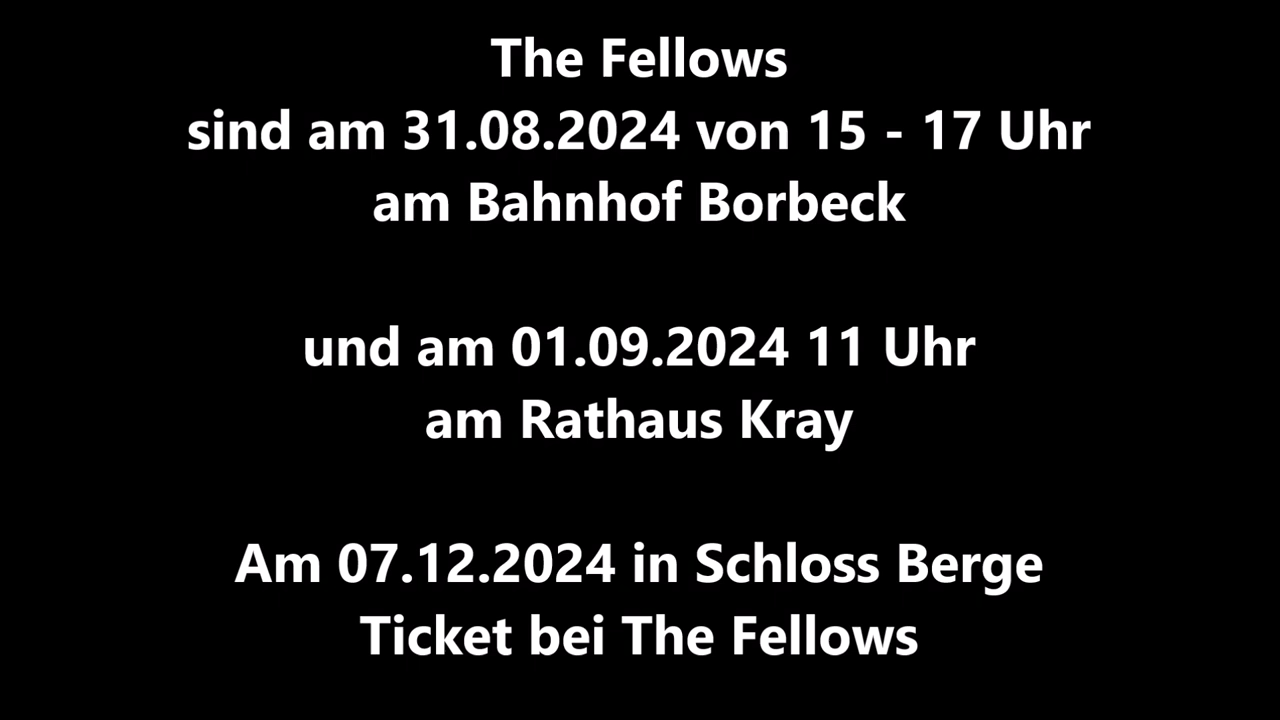 The Fellows
sind am 31.08.2024 von 15 - 17 Uhr
am Bahnhof Borbeck
und am 01.09.2024 11 Uhr
am Rathaus Kray
Am 07.12.2024 in Schloss Berge
Ticket bei The Fellows